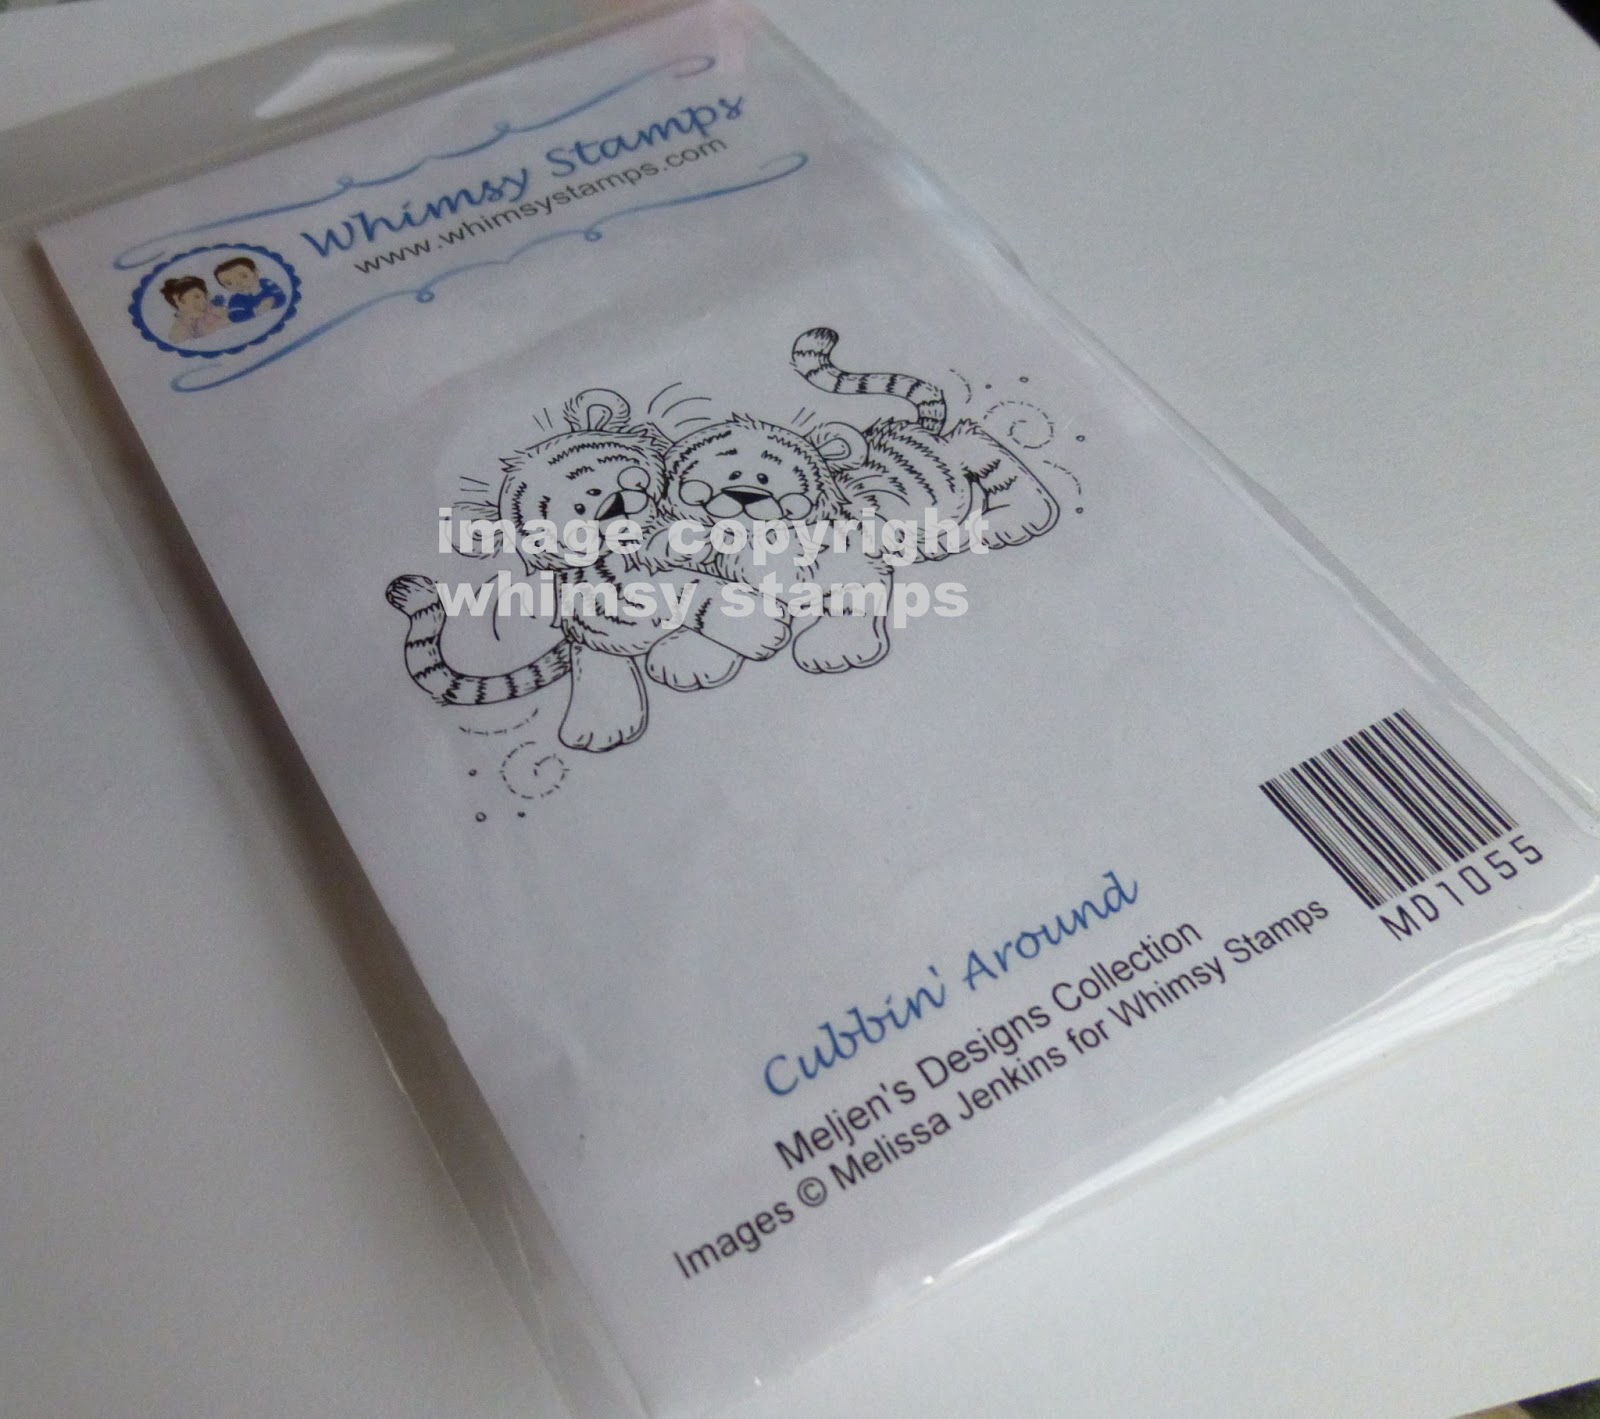 Whimsy Stamps
www.whimsystamps.com
image copyright
whimsy stamps
MD1055
Cubbin' Around
Meljen's Designs Collection
Images © Melissa Jenkins for Whimsy Stamps